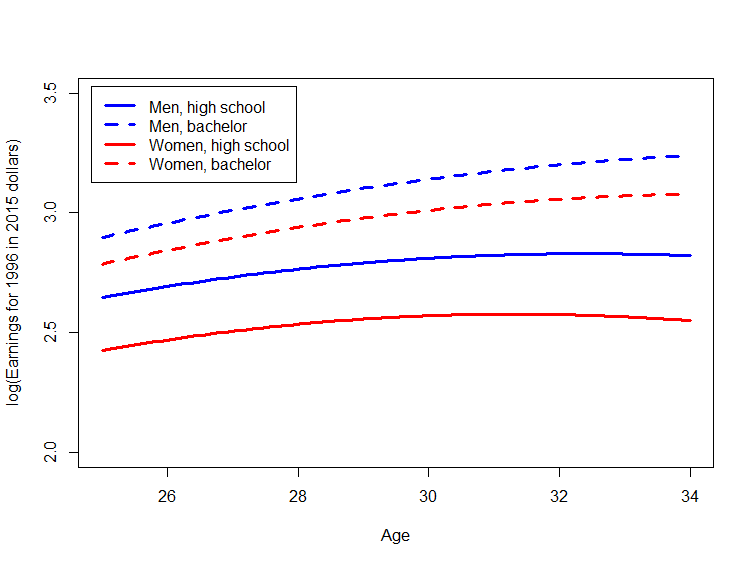 Men, high school
Men, bachelor
Women, high school
Women, bachelor
log(Earnings for 1996 in 2015 dollars)
3.5
3.0
2.5
2.0
26 28 30 32 34
Age